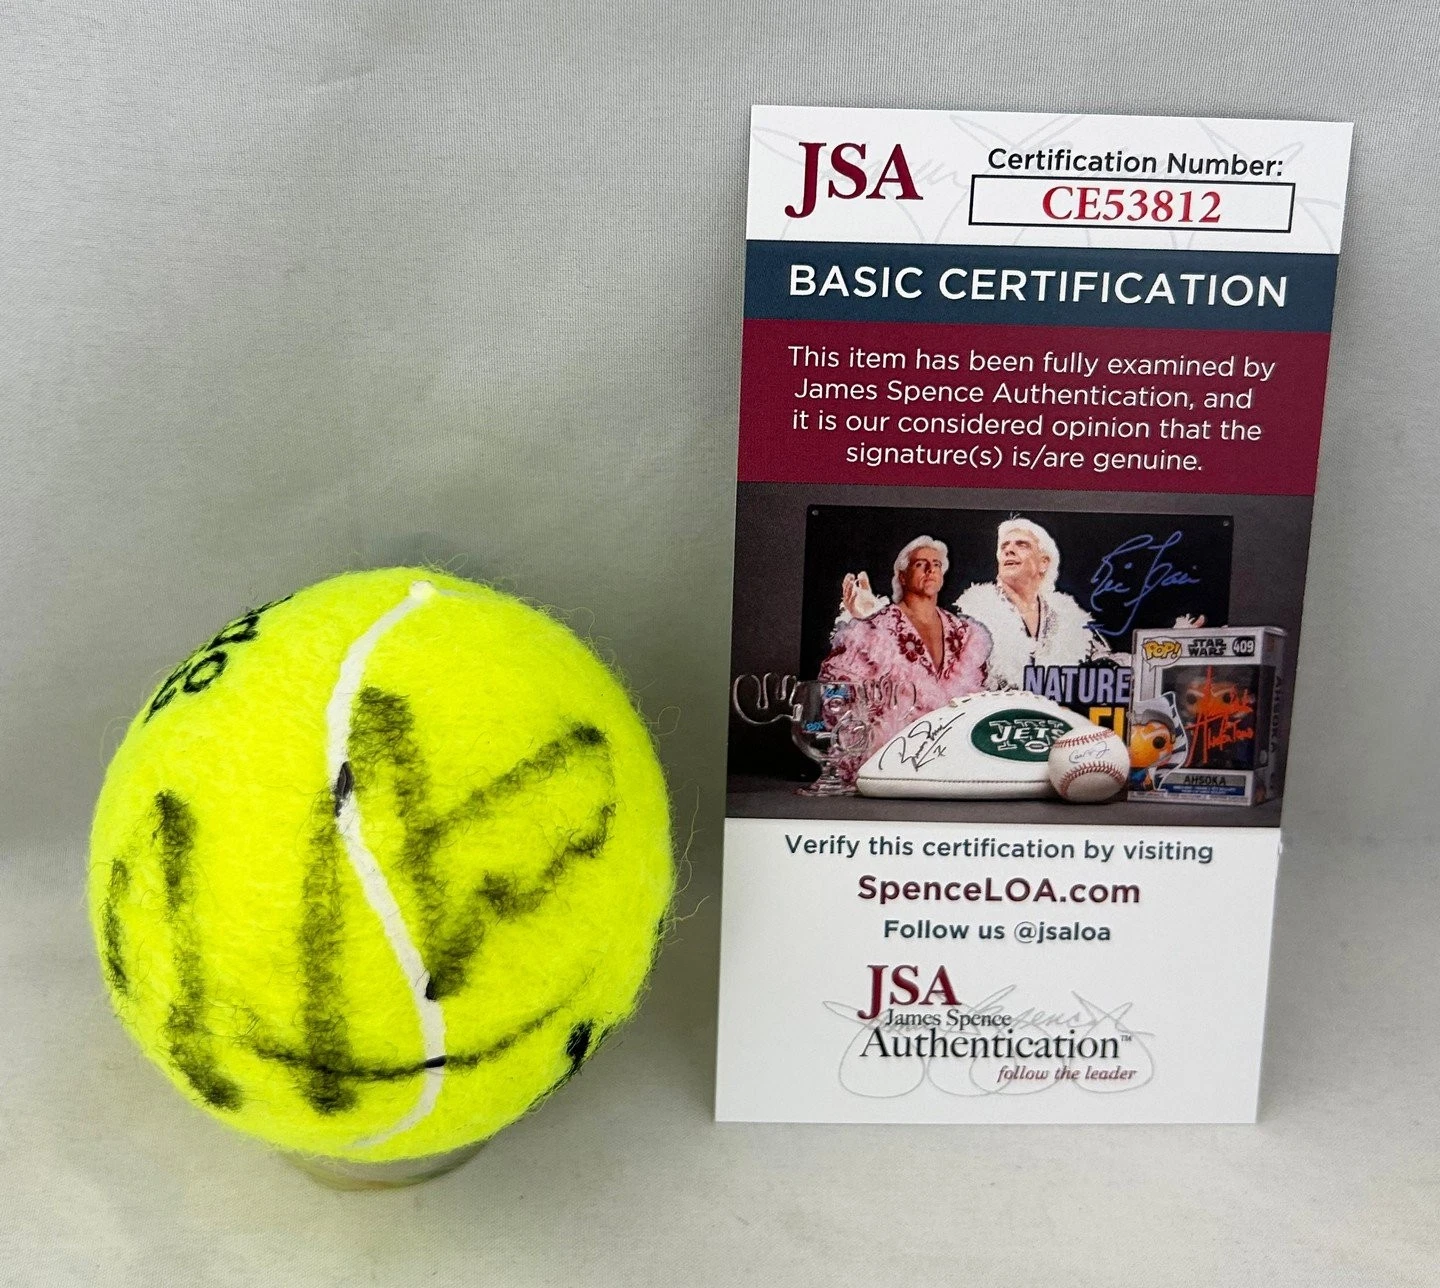 JSA
Certification Number:
CE53812
BASIC CERTIFICATION
This item has been fully examined by
James Spence Authentication, and
it is our considered opinion that the
signature(s) is/are genuine.
NATURE
JETS
POP!
STAR
WARS
409
AHSOKA
Verify this certification by visiting
SpenceLOA.com
Follow us @jsaloa
JSA
James Spence
Authentication™
follow the leader